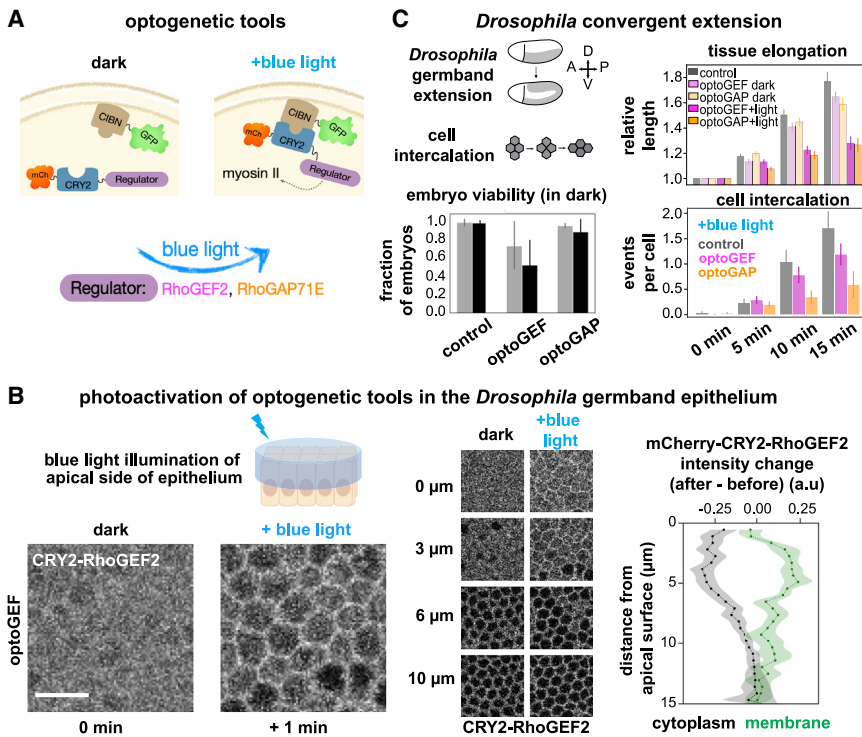 A
optogenetic tools
dark
+blue light
CIBN
GFP
mCh
CRY2
Regulator
CIBN
mCh
GFP
CRY2
Regulator
myosin II
blue light
Regulator: RhoGEF2, RhoGAP71E
C
Drosophila convergent extension
Drosophila
germband
extension
D
A
P
V
cell
intercalation
embryo viability (in dark)
fraction
of embryos
1.0
0.8
0.6
0.4
0.2
0.0
control
optoGEF
optoGAP
tissue elongation
relative
length
1.8
1.6
1.4
1.2
1.0
control
optoGEF dark
optoGAP dark
optoGEF+light
optoGAP+light
cell intercalation
+blue light
control
optoGEF
optoGAP
events
per cell
2.0
1.5
1.0
0.5
0.0
0 min
5 min
10 min
15 min
B
photoactivation of optogenetic tools in the Drosophila germband epithelium
blue light illumination of
apical side of epithelium
dark
+ blue light
CRY2-RhoGEF2
optoGEF
0 min
+ 1 min
dark
+blue
light
0 µm
3 µm
6 µm
10 µm
CRY2-RhoGEF2
mCherry-CRY2-RhoGEF2
intensity change
(after - before) (a.u)
-0.25
0.00
0.25
distance from
apical surface (µm)
0
5
10
15
cytoplasm
membrane